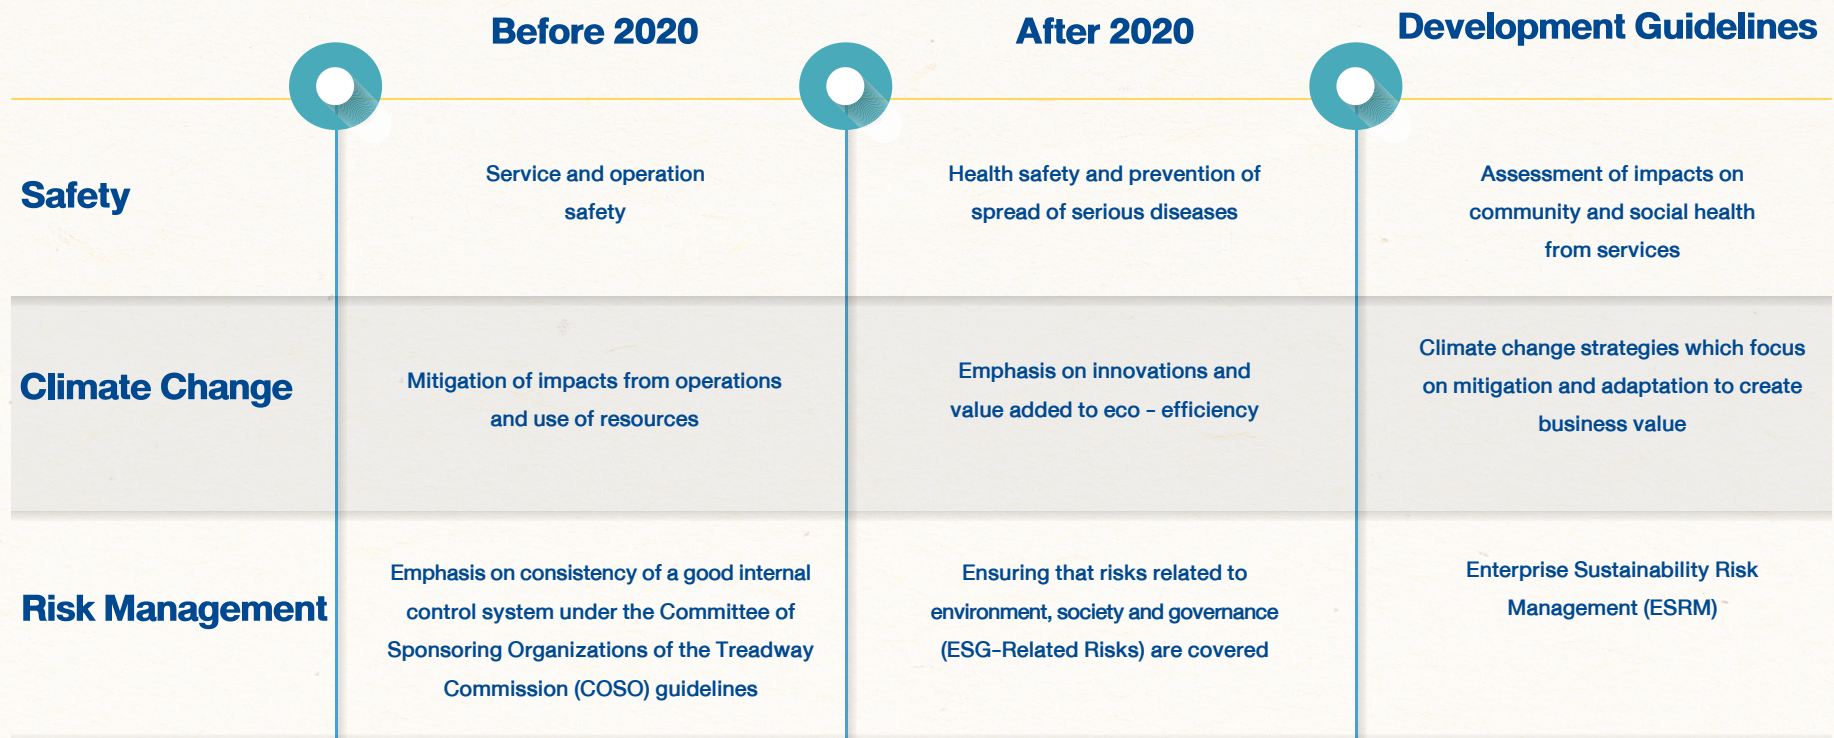 Before 2020
After 2020
Development Guidelines
Safety
Service and operation
safety
Health safety and prevention of
spread of serious diseases
Assessment of impacts on
community and social health
from services
Climate Change
Mitigation of impacts from operations
and use of resources
Emphasis on innovations and
value added to eco - efficiency
Climate change strategies which focus
on mitigation and adaptation to create
business value
Risk Management
Emphasis on consistency of a good internal
control system under the Committee of
Sponsoring Organizations of the Treadway
Commission (COSO) guidelines
Ensuring that risks related to
environment, society and governance
(ESG-Related Risks) are covered
Enterprise Sustainability Risk
Management (ESRM)